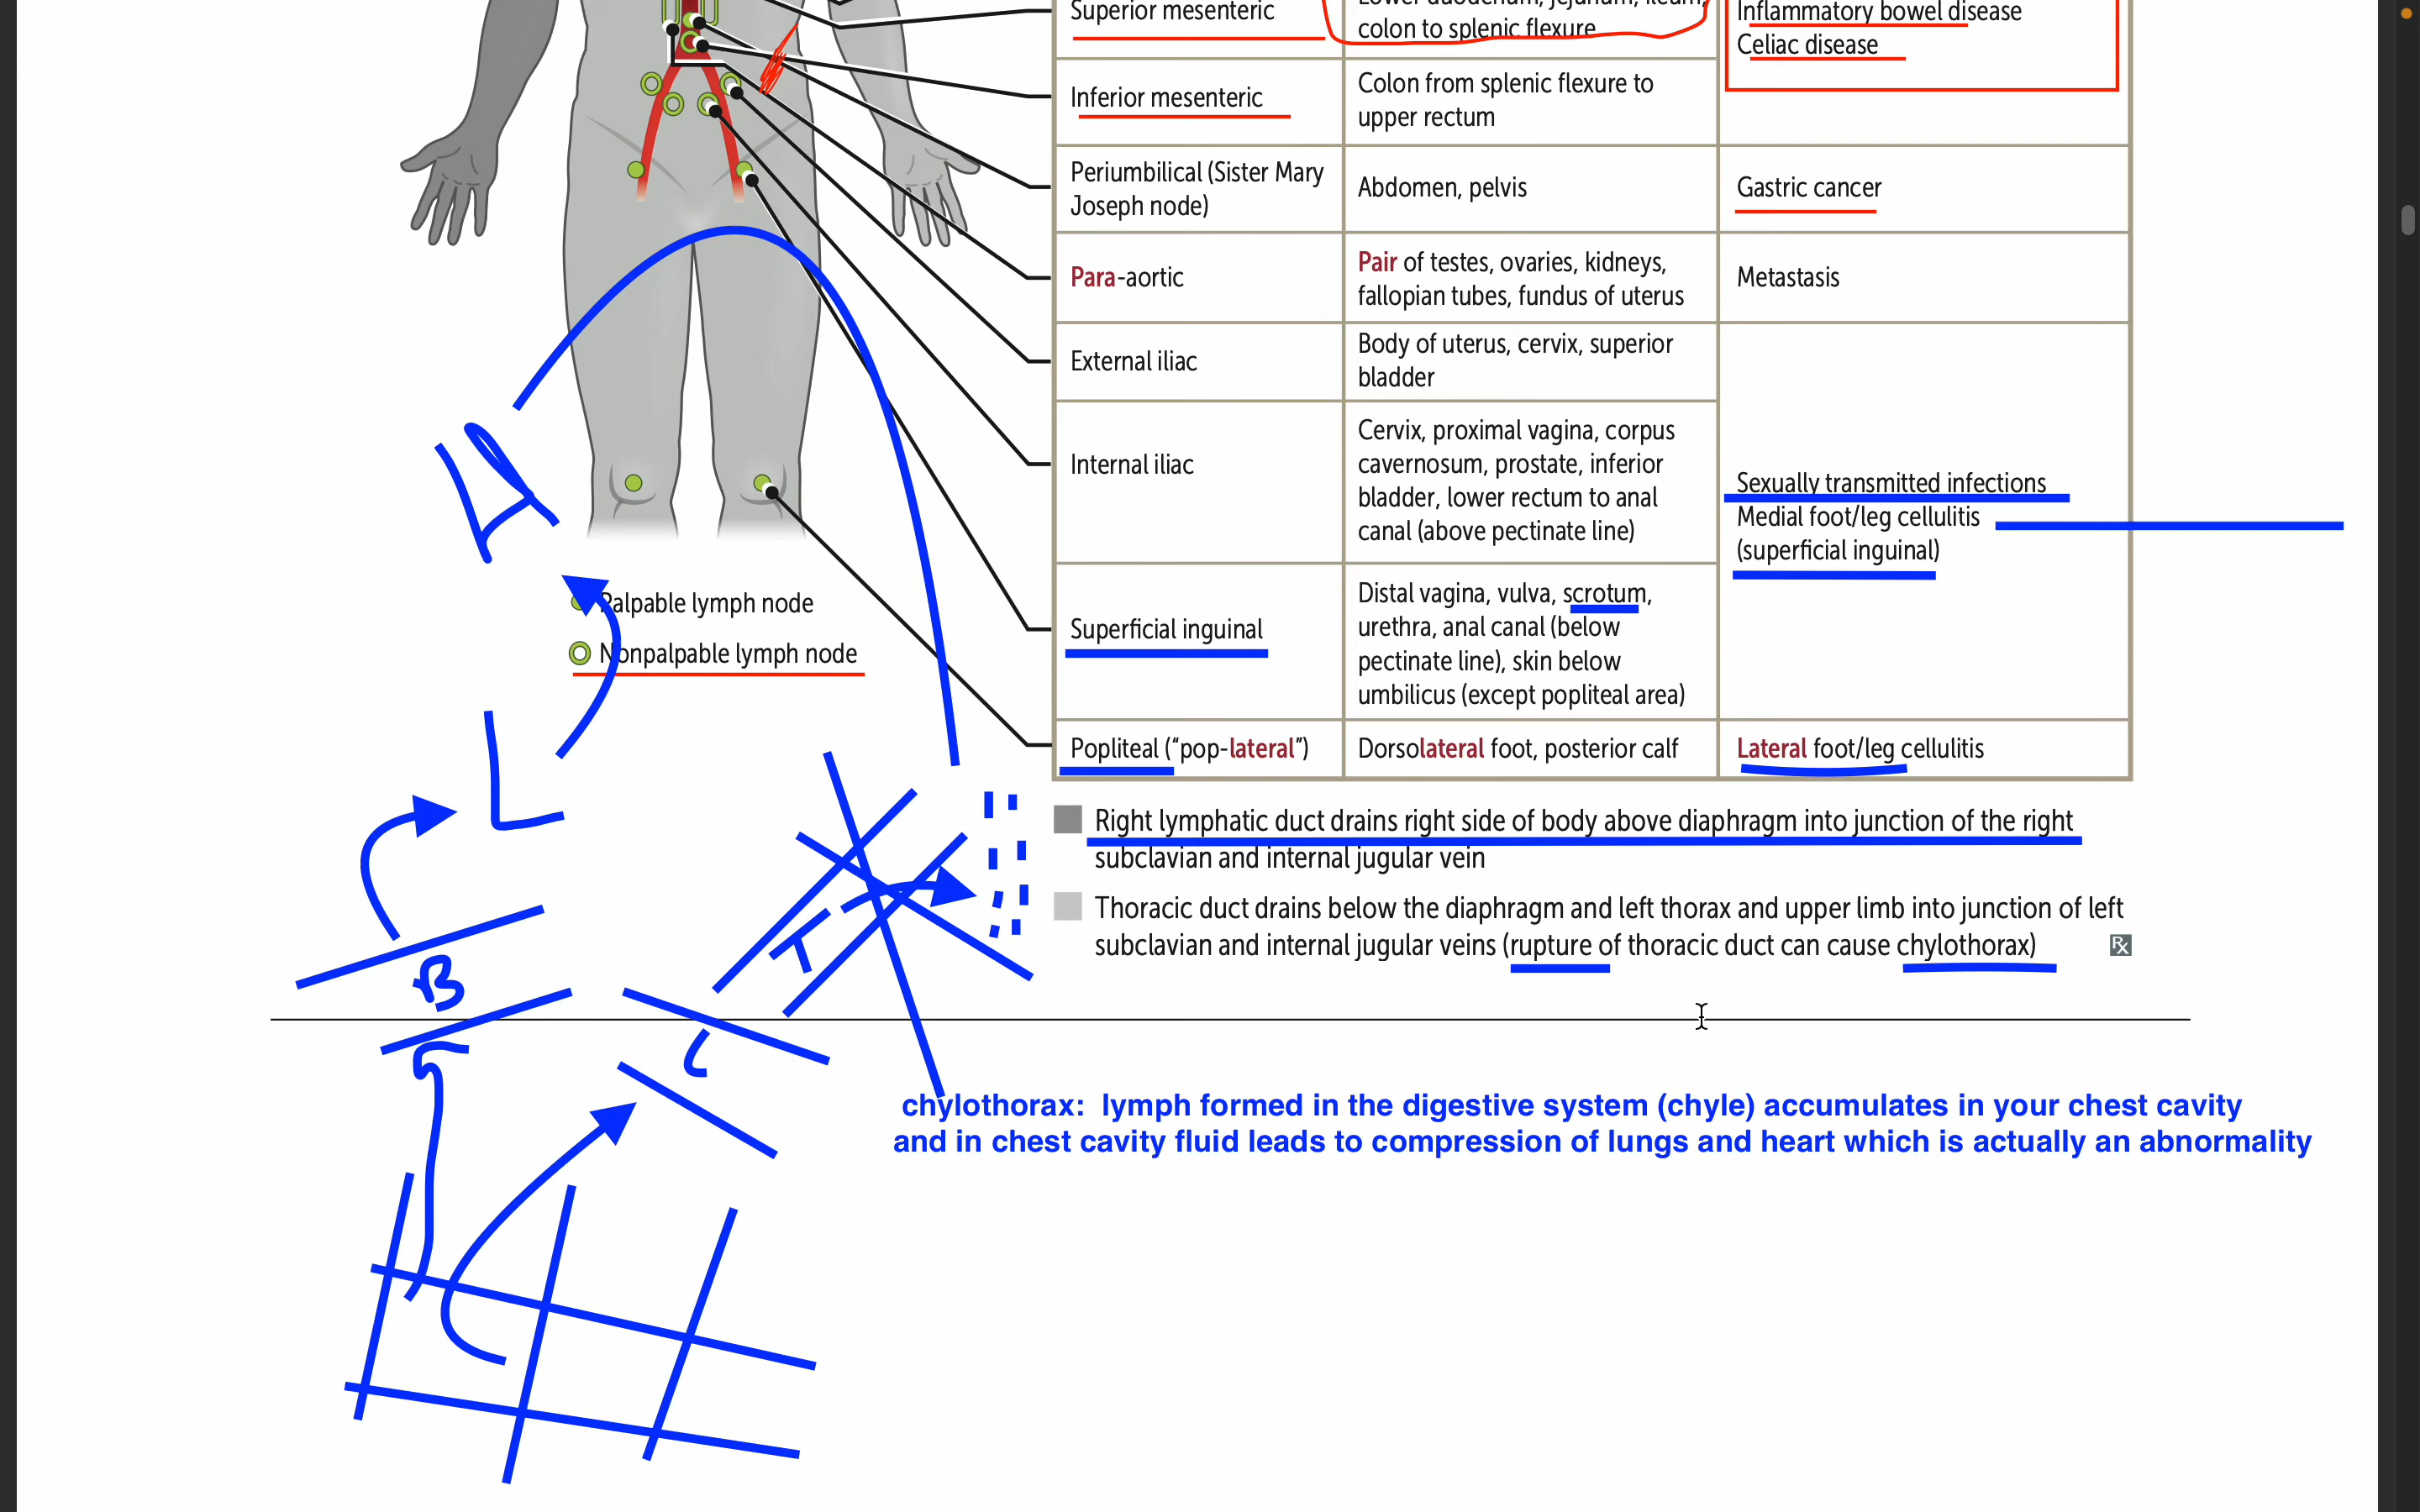 Superior mesenteric
Lower duodenum, jejunum, ileum,
colon to splenic flexure
Inflammatory bowel disease
Celiac disease
Inferior mesenteric
Colon from splenic flexure to
upper rectum
Periumbilical (Sister Mary
Joseph node)
Abdomen, pelvis
Gastric cancer
Para-aortic
Pair of testes, ovaries, kidneys,
fallopian tubes, fundus of uterus
Metastasis
External iliac
Body of uterus, cervix, superior
bladder
Internal iliac
Cervix, proximal vagina, corpus
cavernosum, prostate, inferior
bladder, lower rectum to anal
canal (above pectinate line)
Sexually transmitted infections
Medial foot/leg cellulitis
(superficial inguinal)
Superficial inguinal
Distal vagina, vulva, scrotum,
urethra, anal canal (below
pectinate line), skin below
umbilicus (except popliteal area)
Popliteal (“pop-lateral”)
Dorsolateral foot, posterior calf
Lateral foot/leg cellulitis
Palpable lymph node
Nonpalpable lymph node
Right lymphatic duct drains right side of body above diaphragm into junction of the right
subclavian and internal jugular vein
Thoracic duct drains below the diaphragm and left thorax and upper limb into junction of left
subclavian and internal jugular veins (rupture of thoracic duct can cause chylothorax)
Rx
L
B
C
T
chylothorax: lymph formed in the digestive system (chyle) accumulates in your chest cavity
and in chest cavity fluid leads to compression of lungs and heart which is actually an abnormality